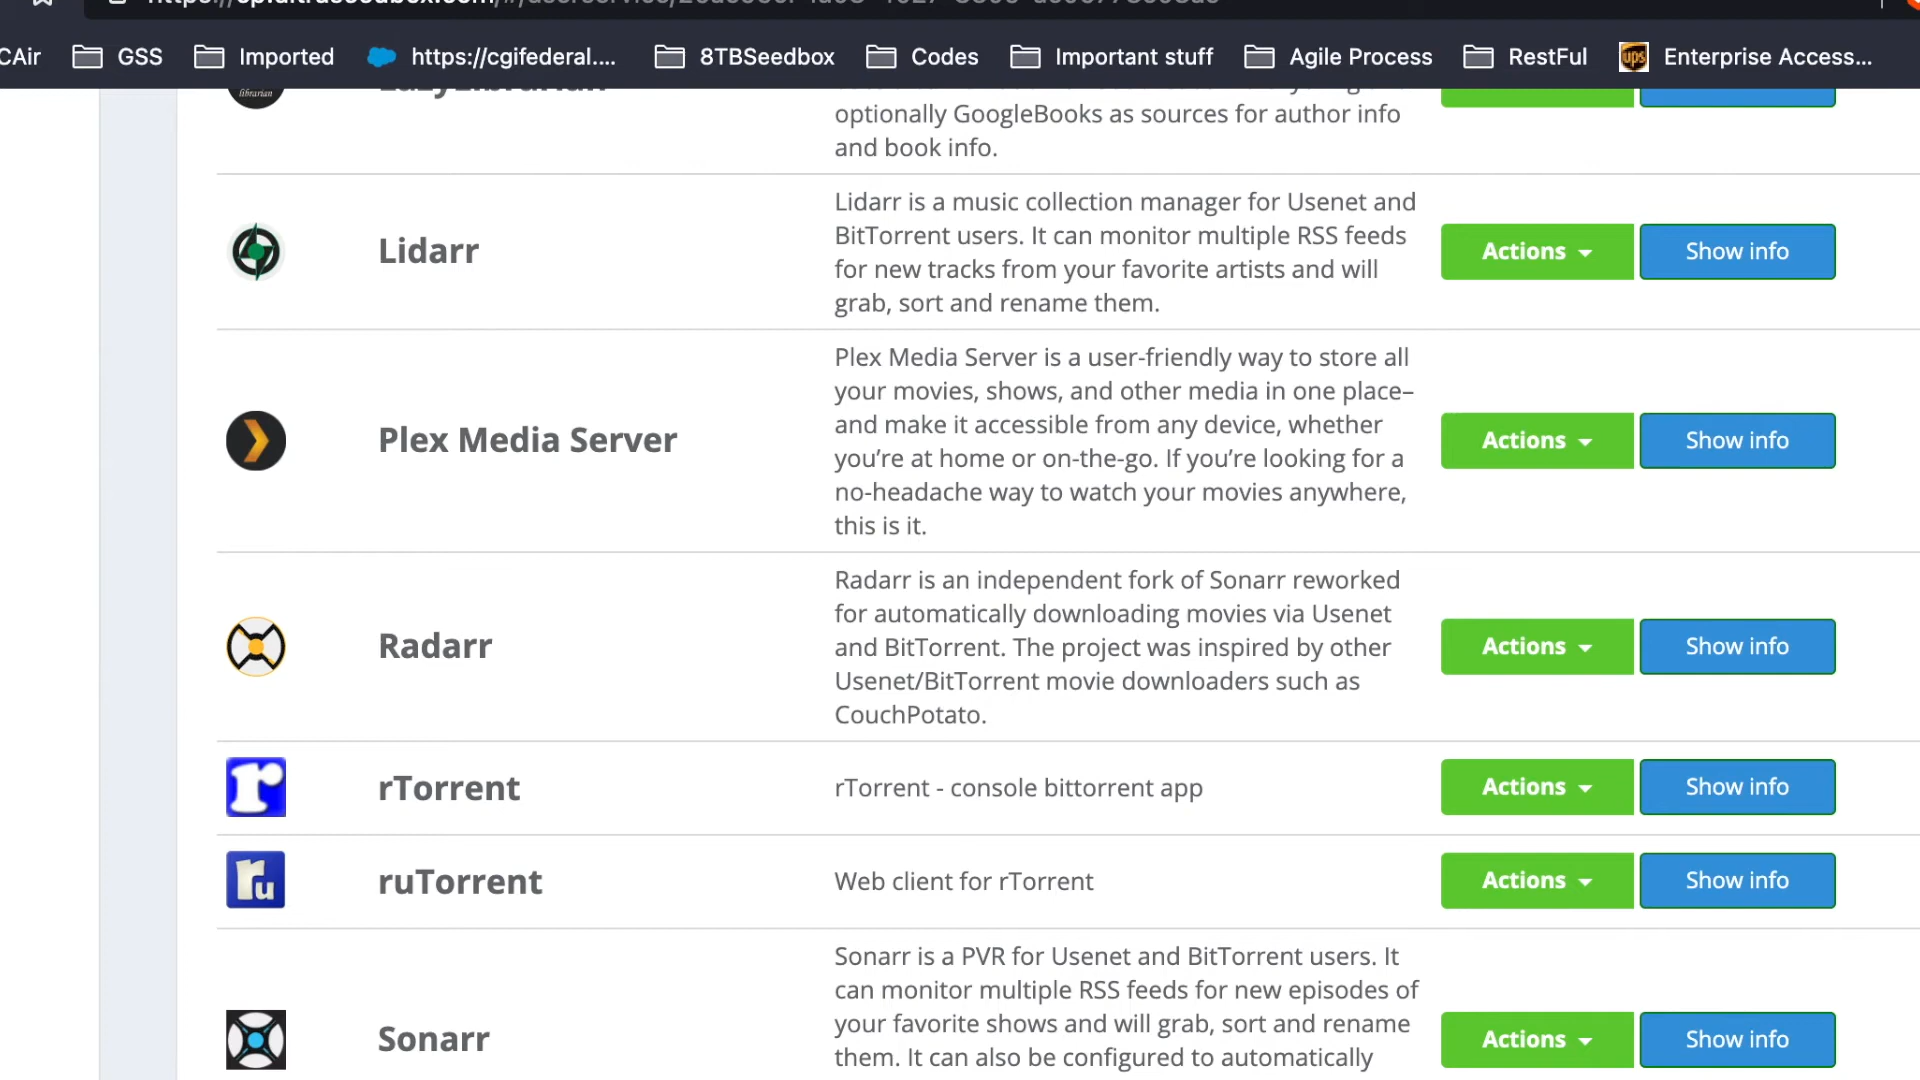 CAir
GSS
Imported
https://cgifederal....
8TBSeedbox
Codes
Important stuff
Agile Process
RestFul
ups
Enterprise Access...
librarian
optionally GoogleBooks as sources for author info
and book info.
Lidarr
Lidarr is a music collection manager for Usenet and
BitTorrent users. It can monitor multiple RSS feeds
for new tracks from your favorite artists and will
grab, sort and rename them.
Actions
Show info
Plex Media Server
Plex Media Server is a user-friendly way to store all
your movies, shows, and other media in one place–
and make it accessible from any device, whether
you’re at home or on-the-go. If you’re looking for a
no-headache way to watch your movies anywhere,
this is it.
Actions
Show info
Radarr
Radarr is an independent fork of Sonarr reworked
for automatically downloading movies via Usenet
and BitTorrent. The project was inspired by other
Usenet/BitTorrent movie downloaders such as
CouchPotato.
Actions
Show info
r
rTorrent
rTorrent - console bittorrent app
Actions
Show info
ru
ruTorrent
Web client for rTorrent
Actions
Show info
Sonarr
Sonarr is a PVR for Usenet and BitTorrent users. It
can monitor multiple RSS feeds for new episodes of
your favorite shows and will grab, sort and rename
them. It can also be configured to automatically
Actions
Show info